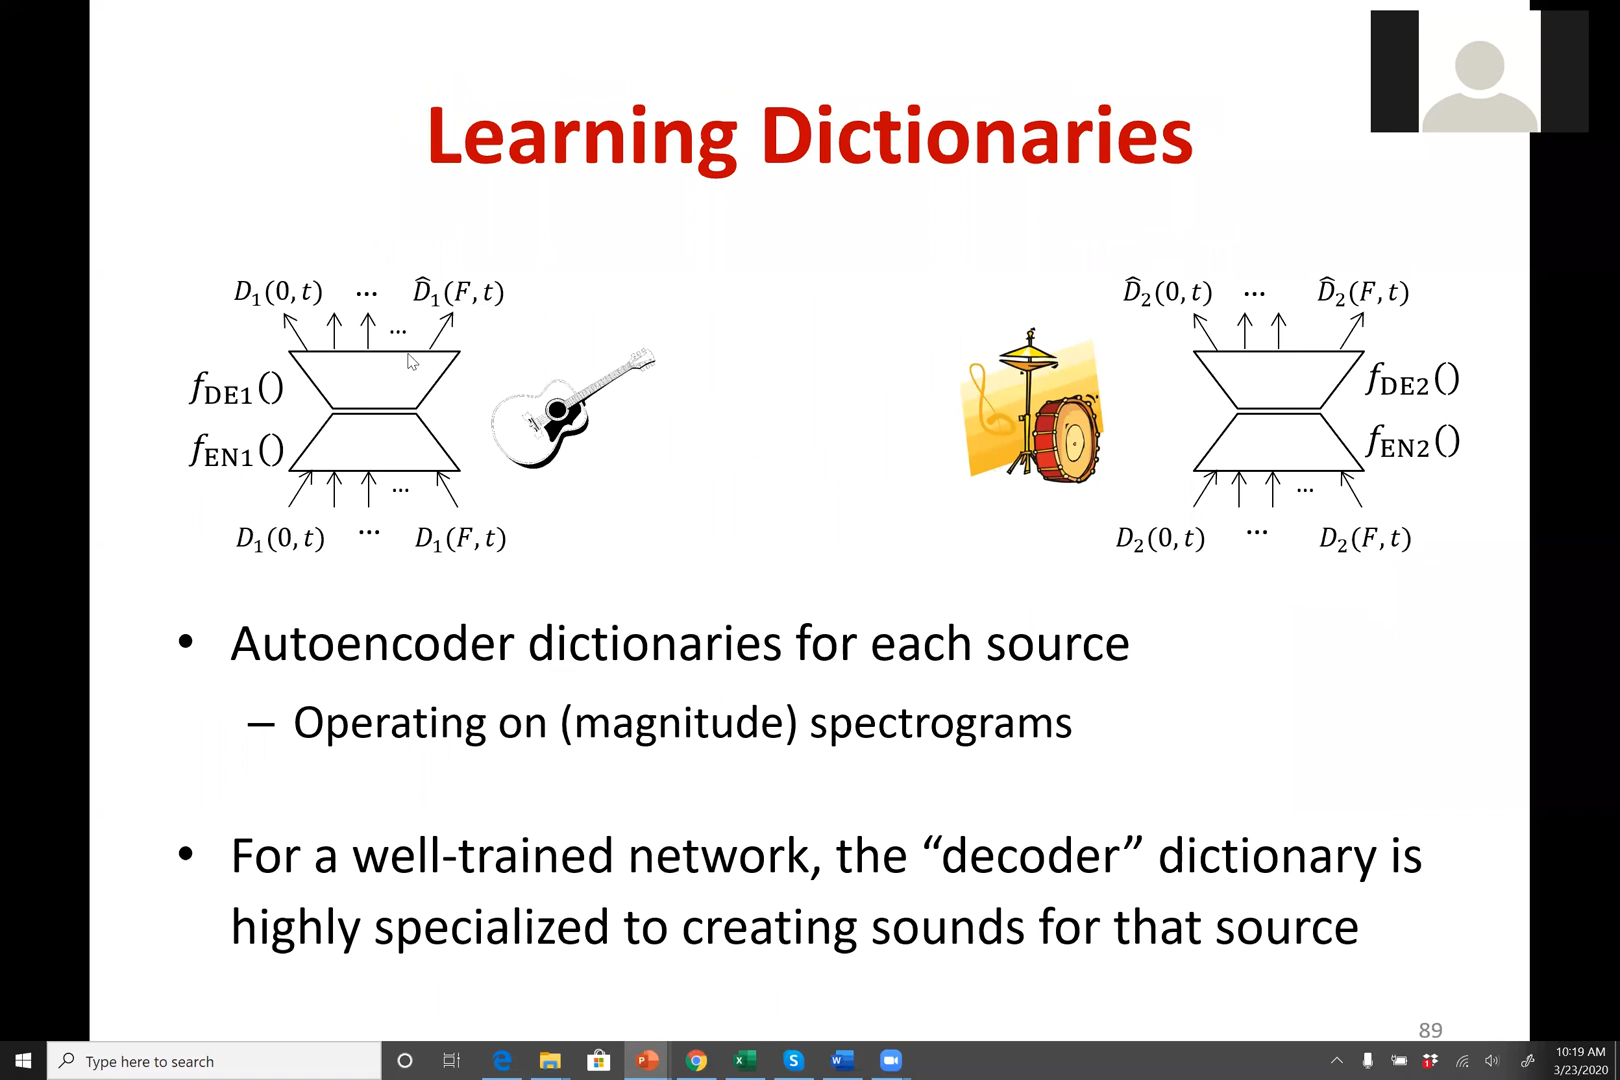 Learning Dictionaries
D₁(0, t) ... D̂₁(F, t)
D̂₂(0, t) ... D̂₂(F, t)
...
f_DE1()
f_DE2()
f_EN1()
f_EN2()
...
...
D₁(0, t) ... D₁(F, t)
D₂(0, t) ... D₂(F, t)
• Autoencoder dictionaries for each source
– Operating on (magnitude) spectrograms
• For a well-trained network, the “decoder” dictionary is
highly specialized to creating sounds for that source
89
Type here to search
10:19 AM
3/23/2020